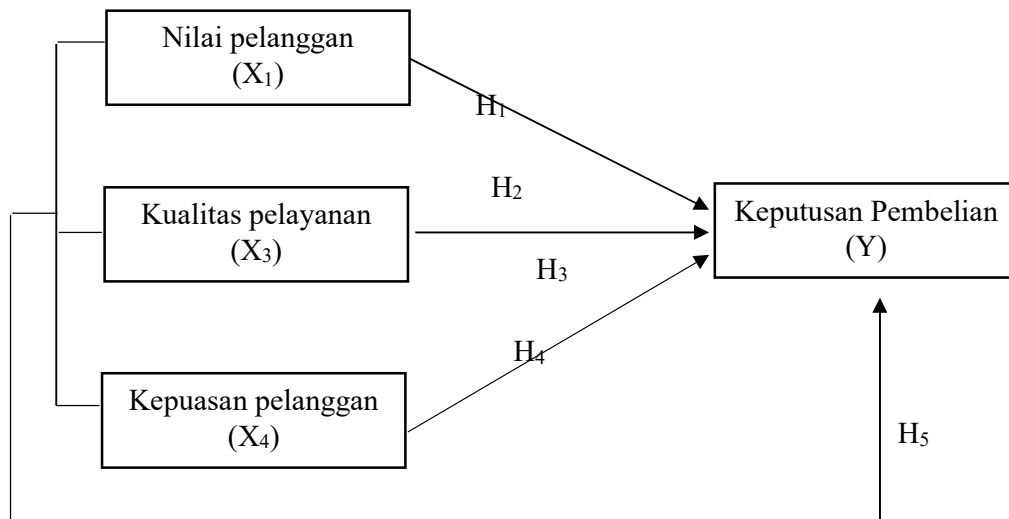 Nilai pelanggan
(X₁)
H₁
H₂
Kualitas pelayanan
(X₃)
Keputusan Pembelian
(Y)
H₃
H₄
Kepuasan pelanggan
(X₄)
H₅